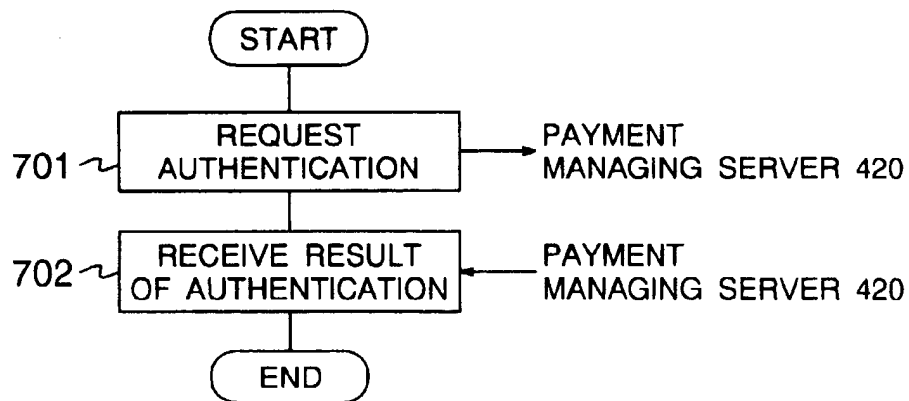 START
REQUEST
AUTHENTICATION
701
PAYMENT
MANAGING SERVER 420
RECEIVE RESULT
OF AUTHENTICATION
702
PAYMENT
MANAGING SERVER 420
END